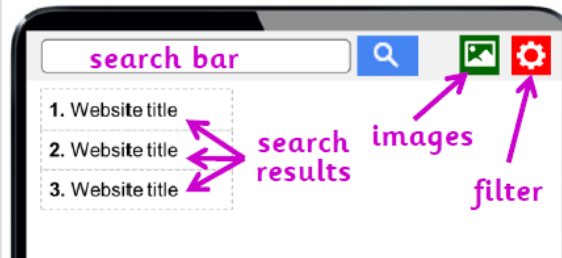 search bar
1. Website title
2. Website title
3. Website title
search
results
images
filter